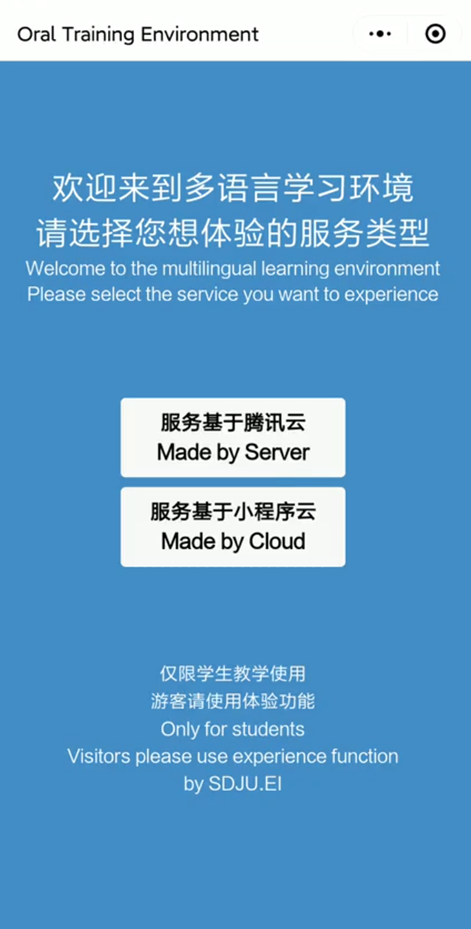 Oral Training Environment
欢迎来到多语言学习环境
请选择您想体验的服务类型
Welcome to the multilingual learning environment
Please select the service you want to experience
服务基于腾讯云
Made by Server
服务基于小程序云
Made by Cloud
仅限学生教学使用
游客请使用体验功能
Only for students
Visitors please use experience function
by SDJU.EI